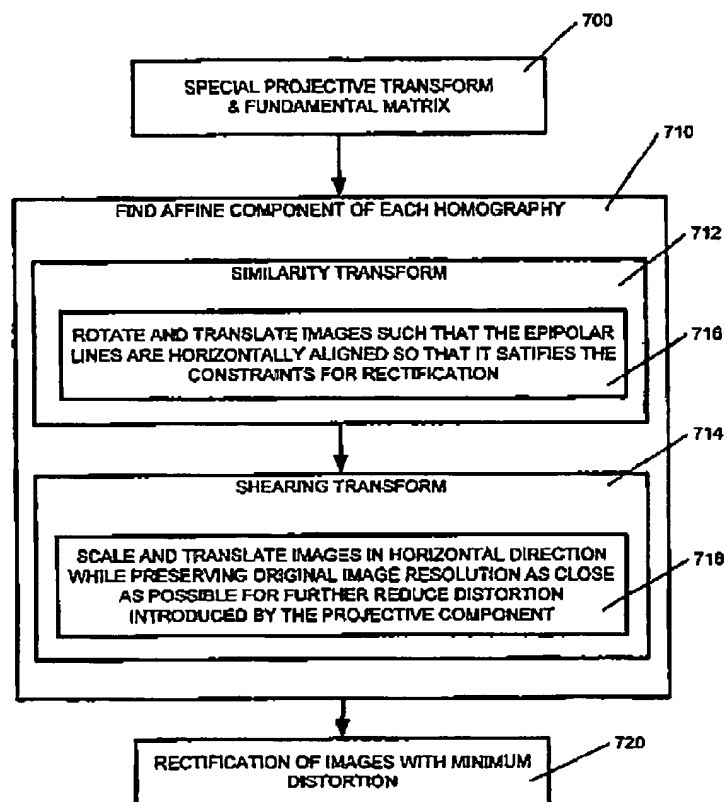 700
SPECIAL PROJECTIVE TRANSFORM
& FUNDAMENTAL MATRIX
710
FIND AFFINE COMPONENT OF EACH HOMOGRAPHY
712
SIMILARITY TRANSFORM
716
ROTATE AND TRANSLATE IMAGES SUCH THAT THE EPIPOLAR
LINES ARE HORIZONTALLY ALIGNED SO THAT IT SATIFIES THE
CONSTRAINTS FOR RECTIFICATION
714
SHEARING TRANSFORM
718
SCALE AND TRANSLATE IMAGES IN HORIZONTAL DIRECTION
WHILE PRESERVING ORIGINAL IMAGE RESOLUTION AS CLOSE
AS POSSIBLE FOR FURTHER REDUCE DISTORTION
INTRODUCED BY THE PROJECTIVE COMPONENT
720
RECTIFICATION OF IMAGES WITH MINIMUM
DISTORTION